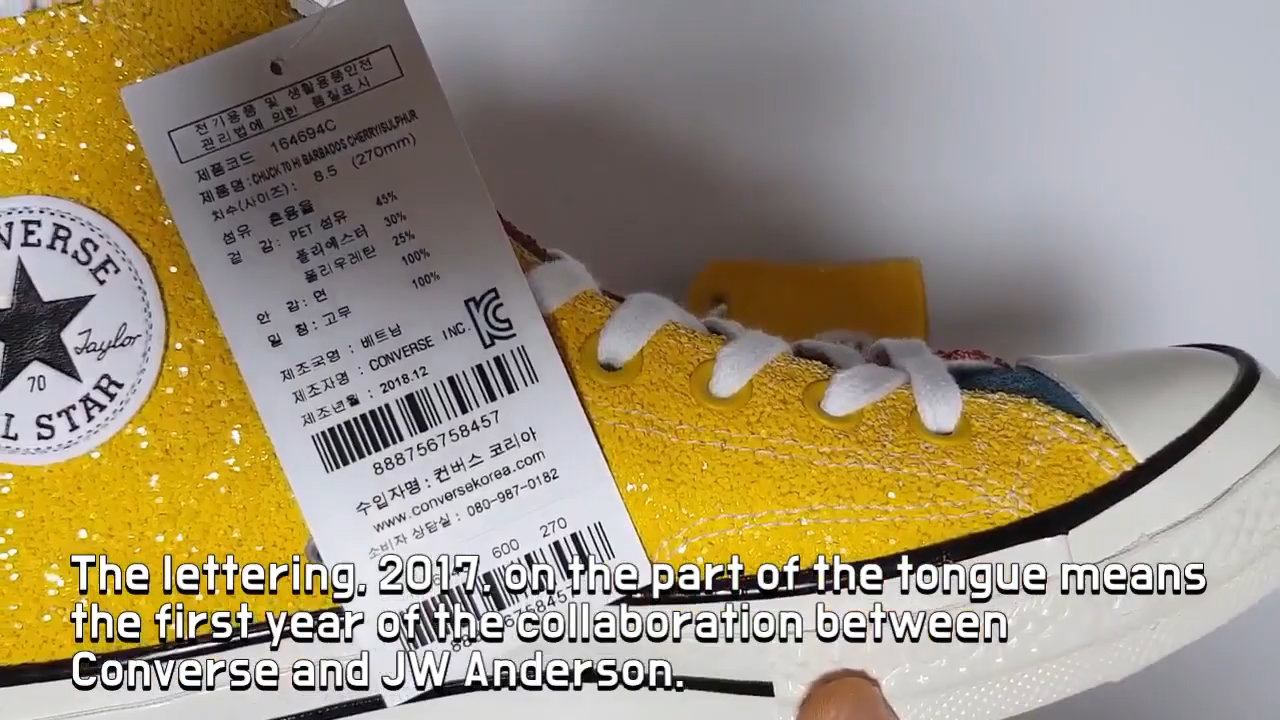 전기용품 및 생활용품안전
관리법에 의한 품질표시
제품코드 164694C
제품명 : CHUCK 70 HI BARBADOS CHERRY/SULPHUR
치수(사이즈) : 8.5 (270mm)
섬유 혼용율
겉 감 : PET 섬유 45%
폴리에스터 30%
폴리우레탄 25%
안 감 : 면 100%
밑 창 : 고무 100%
제조국명 : 베트남
제조자명 : CONVERSE INC.
제조년월 : 2018.12
888756758457
수입자명 : 컨버스 코리아
www.conversekorea.com
소비자 상담실 : 080-987-0182
600 270
VERSE
Taylor
70
L STAR
The lettering, 2017, on the part of the tongue means
the first year of the collaboration between
Converse and JW Anderson.